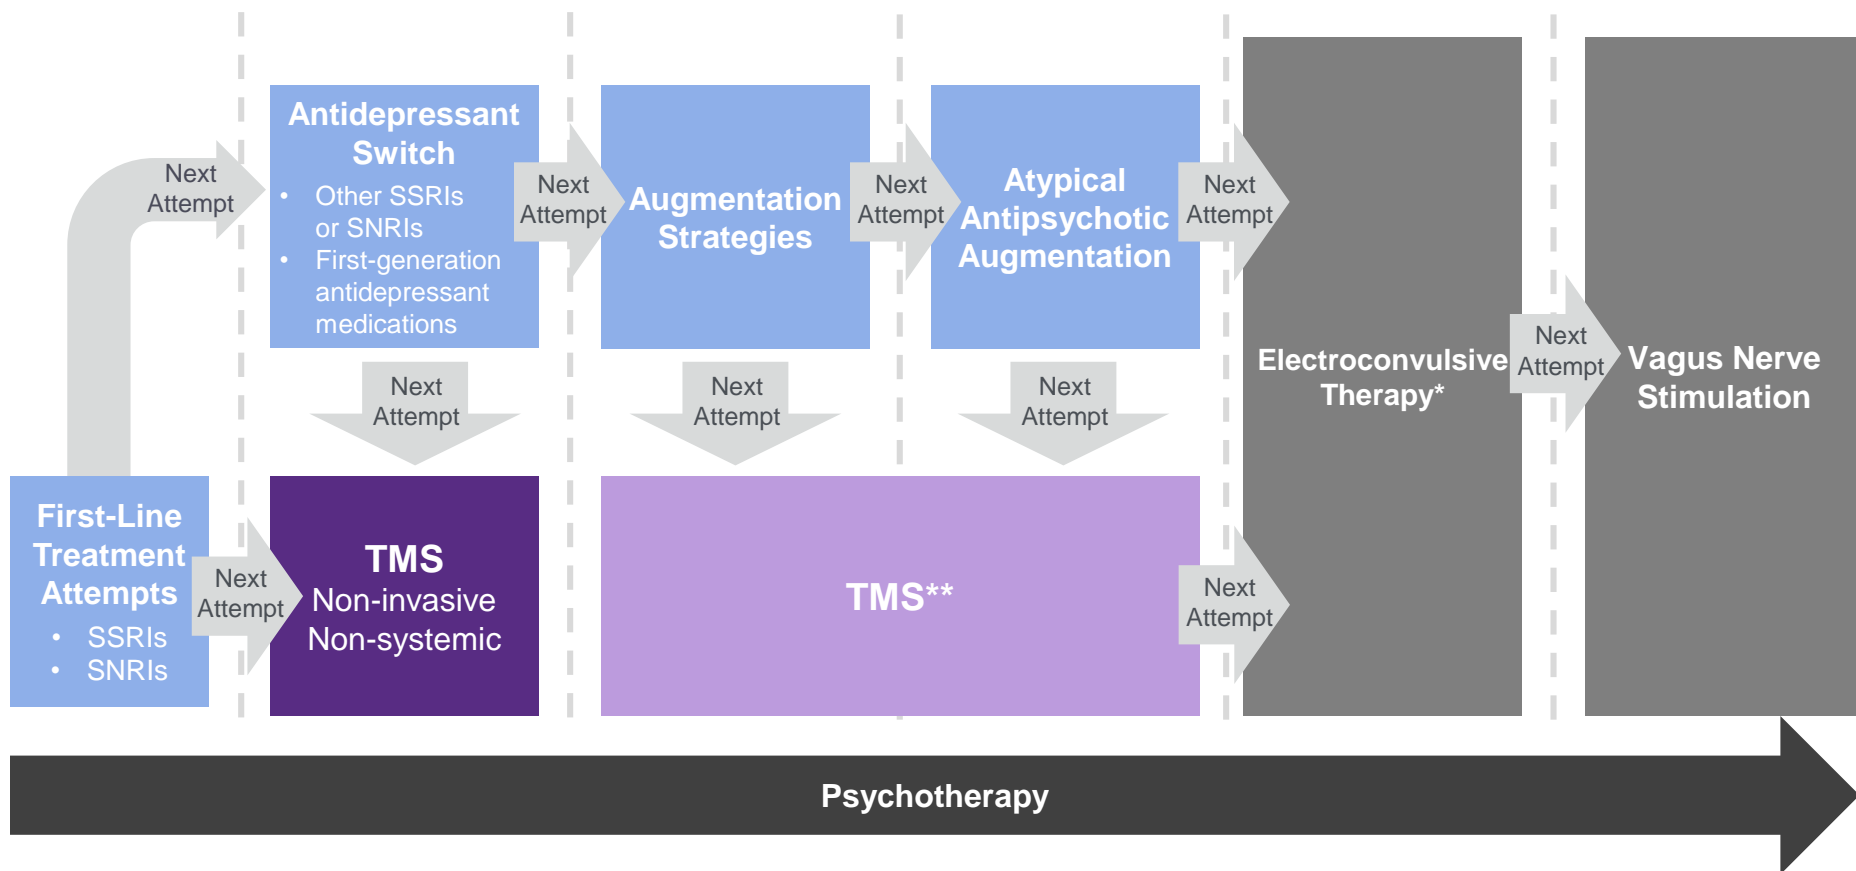 Next
Attempt
Antidepressant
Switch
• Other SSRIs
or SNRIs
• First-generation
antidepressant
medications
Next
Attempt
Augmentation
Strategies
Next
Attempt
Atypical
Antipsychotic
Augmentation
Next
Attempt
Electroconvulsive
Therapy*
Next
Attempt
Vagus Nerve
Stimulation
Next
Attempt
Next
Attempt
Next
Attempt
First-Line
Treatment
Attempts
• SSRIs
• SNRIs
Next
Attempt
TMS
Non-invasive
Non-systemic
TMS**
Next
Attempt
Psychotherapy